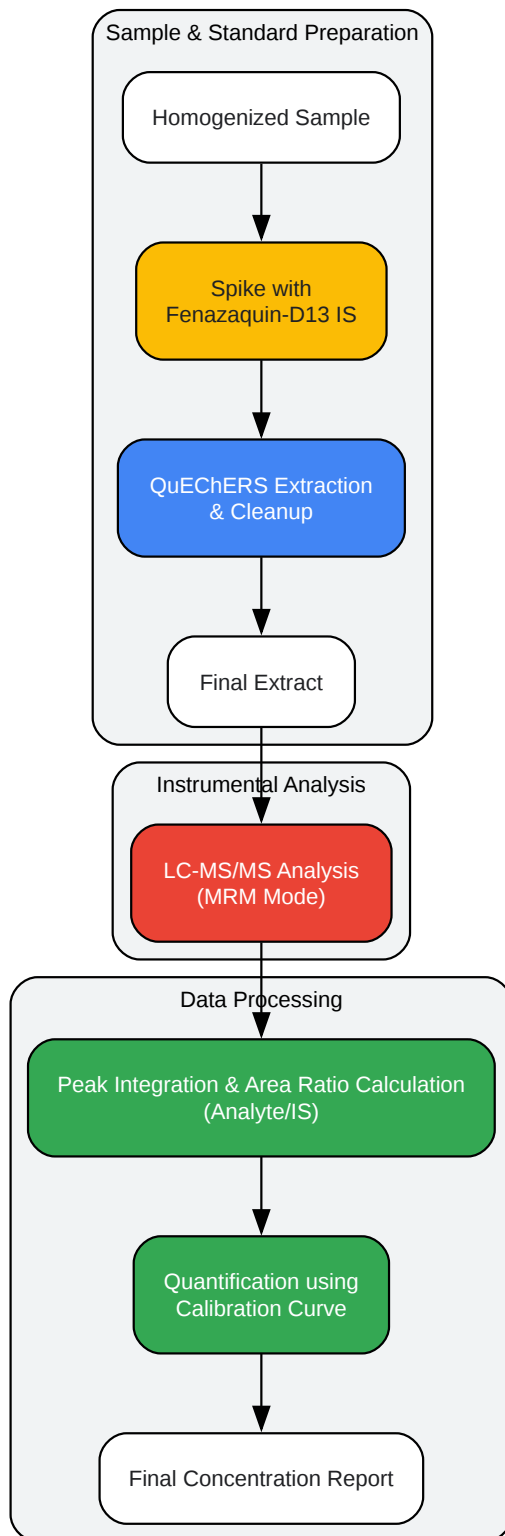 Sample & Standard Preparation
Homogenized Sample
Spike with
Fenazaquin-D13 IS
QuEChERS Extraction
& Cleanup
Final Extract
Instrumental Analysis
LC-MS/MS Analysis
(MRM Mode)
Data Processing
Peak Integration & Area Ratio Calculation
(Analyte/IS)
Quantification using
Calibration Curve
Final Concentration Report